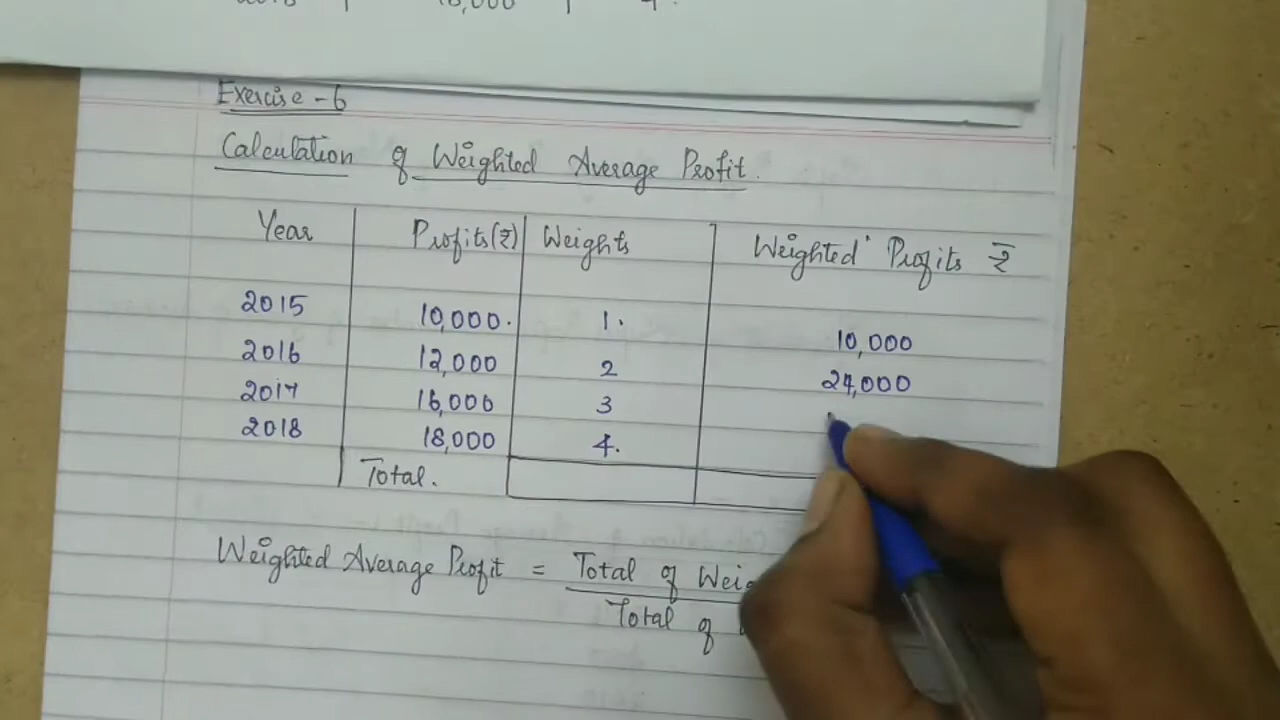 Exercise - 6
Calculation of Weighted Average Profit.
Year Profits(₹) Weights Weighted Profits ₹
2015 10,000. 1. 10,000
2016 12,000 2 24,000
2017 16,000 3
2018 18,000 4.
Total.
Weighted Average Profit = Total of
Total of